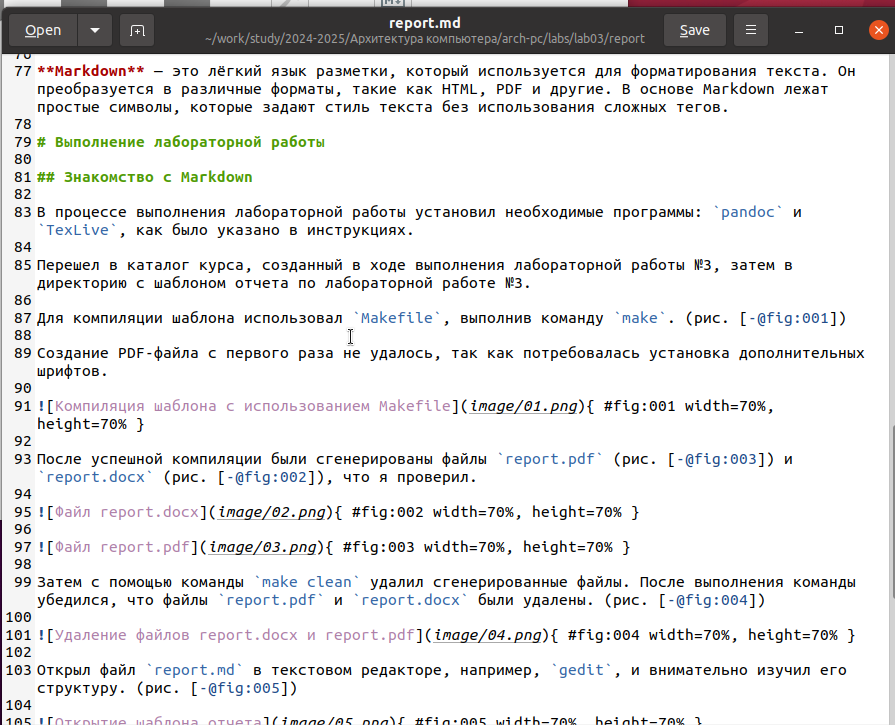 Open
report.md
~/work/study/2024-2025/Архитектура компьютера/arch-pc/labs/lab03/report
Save
76
77 **Markdown** — это лёгкий язык разметки, который используется для форматирования текста. Он
преобразуется в различные форматы, такие как HTML, PDF и другие. В основе Markdown лежат
простые символы, которые задают стиль текста без использования сложных тегов.
78
79 # Выполнение лабораторной работы
80
81 ## Знакомство с Markdown
82
83 В процессе выполнения лабораторной работы установил необходимые программы: `pandoc` и
`TexLive`, как было указано в инструкциях.
84
85 Перешел в каталог курса, созданный в ходе выполнения лабораторной работы №3, затем в
директорию с шаблоном отчета по лабораторной работе №3.
86
87 Для компиляции шаблона использовал `Makefile`, выполнив команду `make`. (рис. [-@fig:001])
88
89 Создание PDF-файла с первого раза не удалось, так как потребовалась установка дополнительных
шрифтов.
90
91 ![Компиляция шаблона с использованием Makefile](image/01.png){ #fig:001 width=70%,
height=70% }
92
93 После успешной компиляции были сгенерированы файлы `report.pdf` (рис. [-@fig:003]) и
`report.docx` (рис. [-@fig:002]), что я проверил.
94
95 ![Файл report.docx](image/02.png){ #fig:002 width=70%, height=70% }
96
97 ![Файл report.pdf](image/03.png){ #fig:003 width=70%, height=70% }
98
99 Затем с помощью команды `make clean` удалил сгенерированные файлы. После выполнения команды
убедился, что файлы `report.pdf` и `report.docx` были удалены. (рис. [-@fig:004])
100
101 ![Удаление файлов report.docx и report.pdf](image/04.png){ #fig:004 width=70%, height=70% }
102
103 Открыл файл `report.md` в текстовом редакторе, например, `gedit`, и внимательно изучил его
структуру. (рис. [-@fig:005])
104
105 ![Открытие шаблона отчета](image/05.png){ #fig:005 width=70%, height=70% }